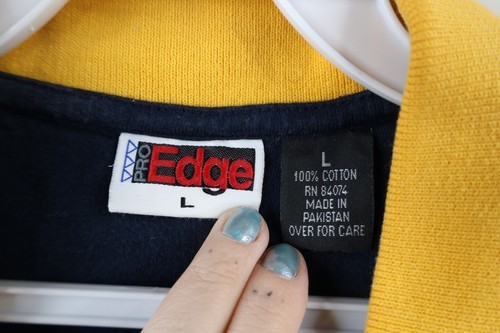 PRO Edge
L
L
100% COTTON
RN 84074
MADE IN
PAKISTAN
OVER FOR CARE